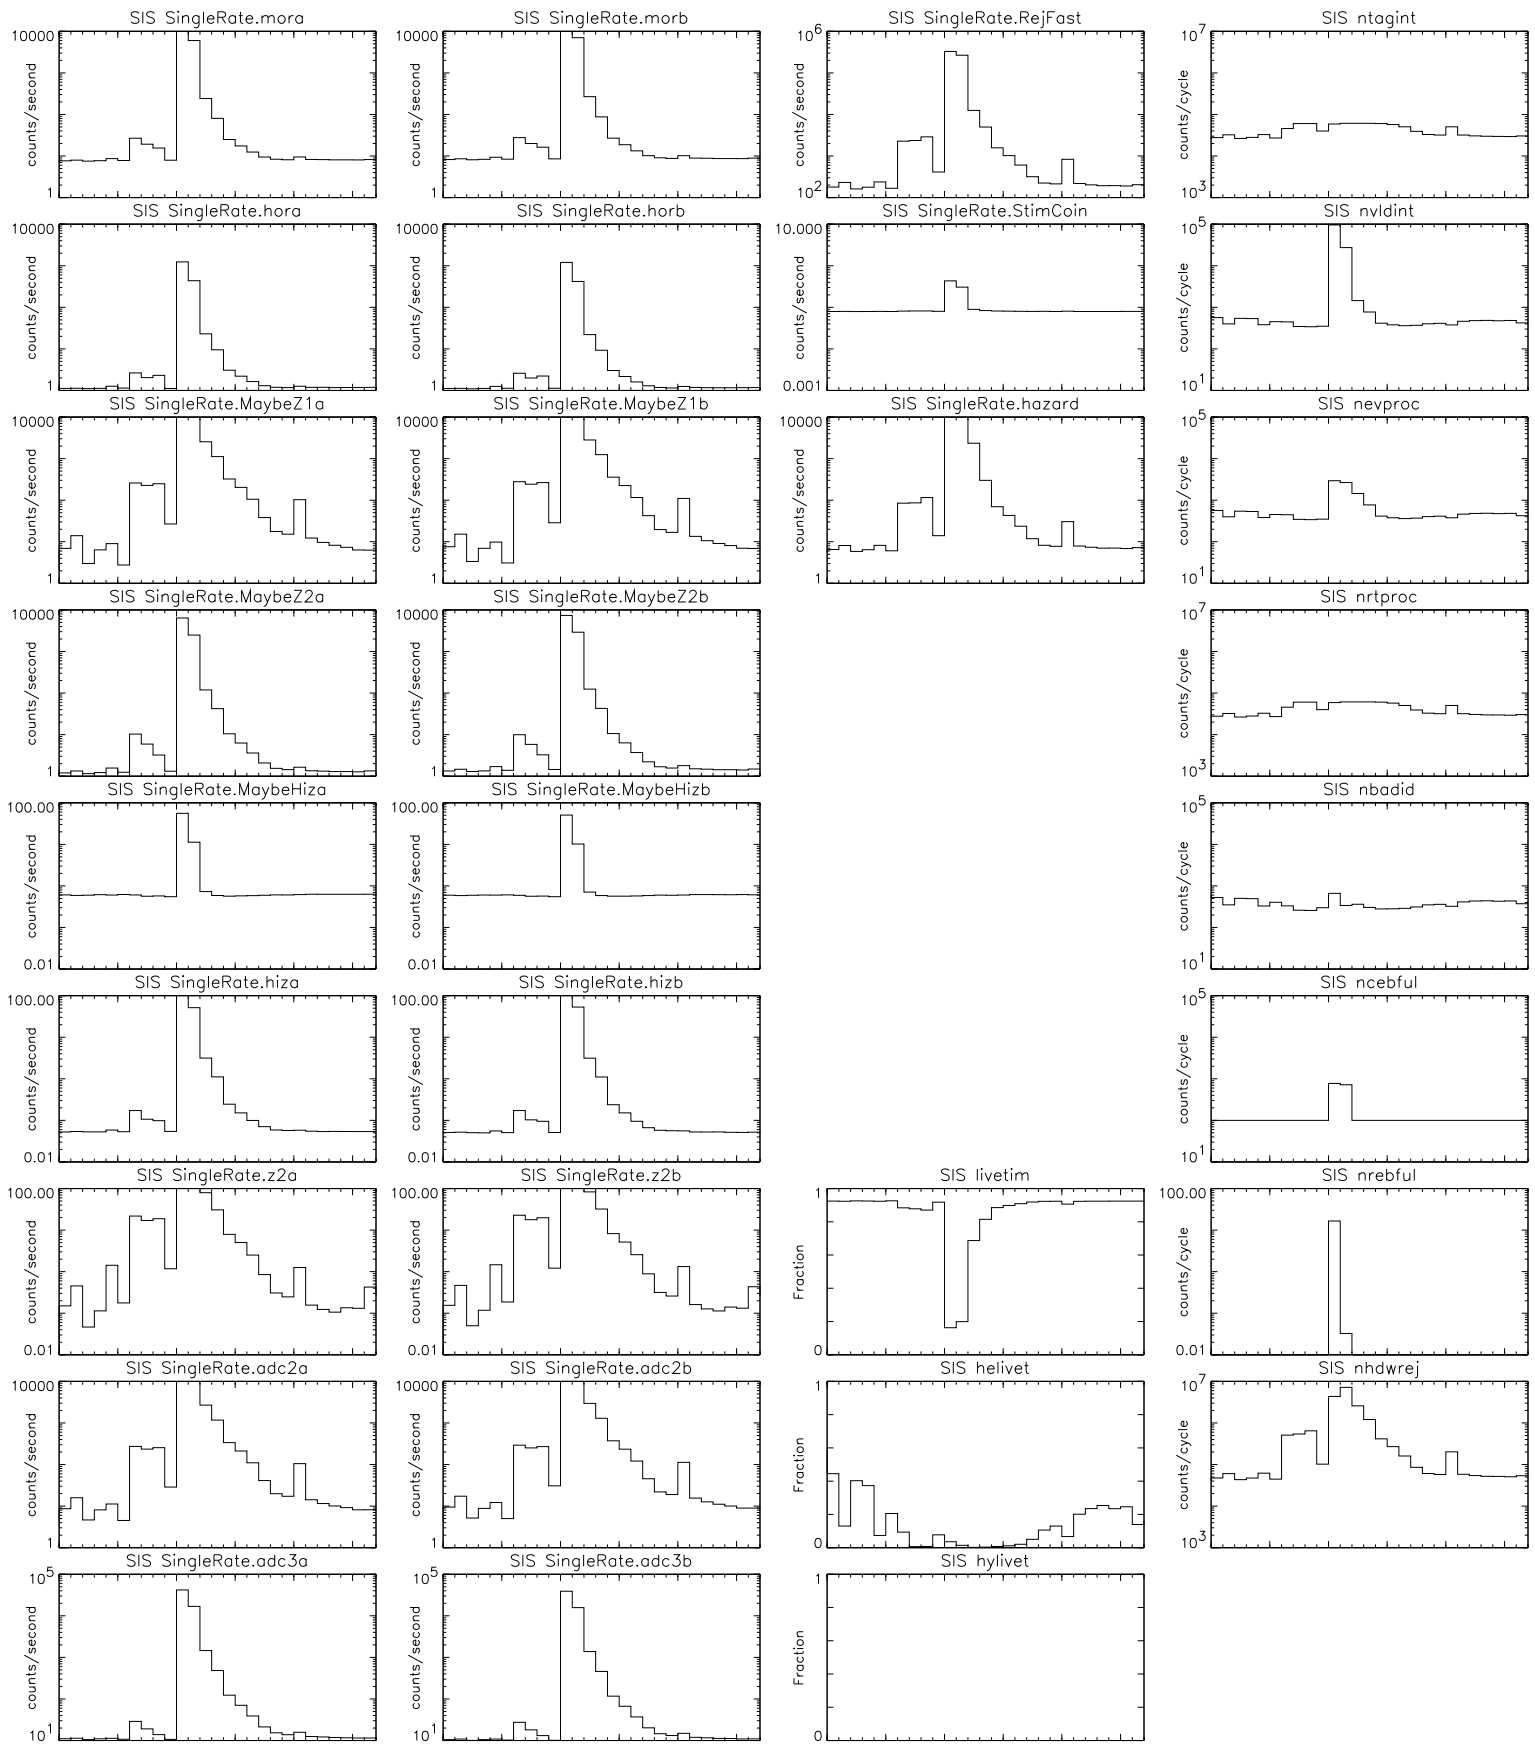 SIS SingleRate.mora
10000
counts/second
1
SIS SingleRate.morb
10000
counts/second
1
SIS SingleRate.RejFast
10^6
counts/second
10^2
SIS ntagint
10^7
counts/cycle
10^3
SIS SingleRate.hora
10000
counts/second
1
SIS SingleRate.horb
10000
counts/second
1
SIS SingleRate.StimCoin
10.000
counts/second
0.001
SIS nvldint
10^5
counts/cycle
10^1
SIS SingleRate.MaybeZ1a
10000
counts/second
1
SIS SingleRate.MaybeZ1b
10000
counts/second
1
SIS SingleRate.hazard
10000
counts/second
1
SIS nevproc
10^5
counts/cycle
10^1
SIS SingleRate.MaybeZ2a
10000
counts/second
1
SIS SingleRate.MaybeZ2b
10000
counts/second
1
SIS nrtproc
10^7
counts/cycle
10^3
SIS SingleRate.MaybeHiza
100.00
counts/second
0.01
SIS SingleRate.MaybeHizb
100.00
counts/second
0.01
SIS nbadid
10^5
counts/cycle
10^1
SIS SingleRate.hiza
100.00
counts/second
0.01
SIS SingleRate.hizb
100.00
counts/second
0.01
SIS ncebful
10^5
counts/cycle
10^1
SIS SingleRate.z2a
100.00
counts/second
0.01
SIS SingleRate.z2b
100.00
counts/second
0.01
SIS livetim
1
Fraction
0
SIS nrebful
100.00
counts/cycle
0.01
SIS SingleRate.adc2a
10000
counts/second
1
SIS SingleRate.adc2b
10000
counts/second
1
SIS helivet
1
Fraction
0
SIS nhdwrej
10^7
counts/cycle
10^3
SIS SingleRate.adc3a
10^5
counts/second
10^1
SIS SingleRate.adc3b
10^5
counts/second
10^1
SIS hylivet
1
Fraction
0